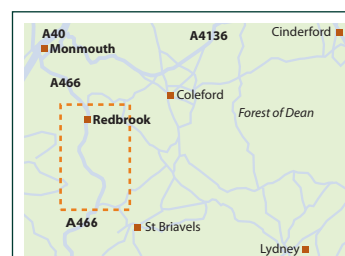 A40
A4136
Cinderford
Monmouth
A466
Coleford
Redbrook
Forest of Dean
A466
St Briavels
Lydney